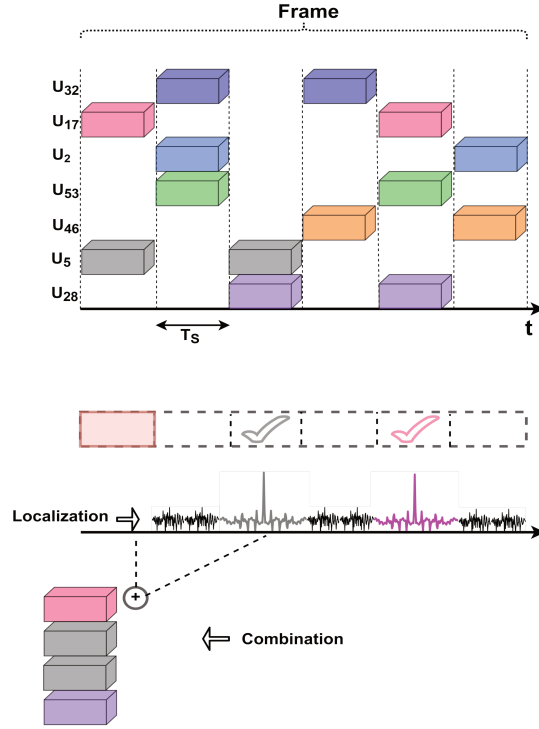 Frame
U32
U17
U2
U53
U46
U5
U28
TS
t
Localization
+
Combination